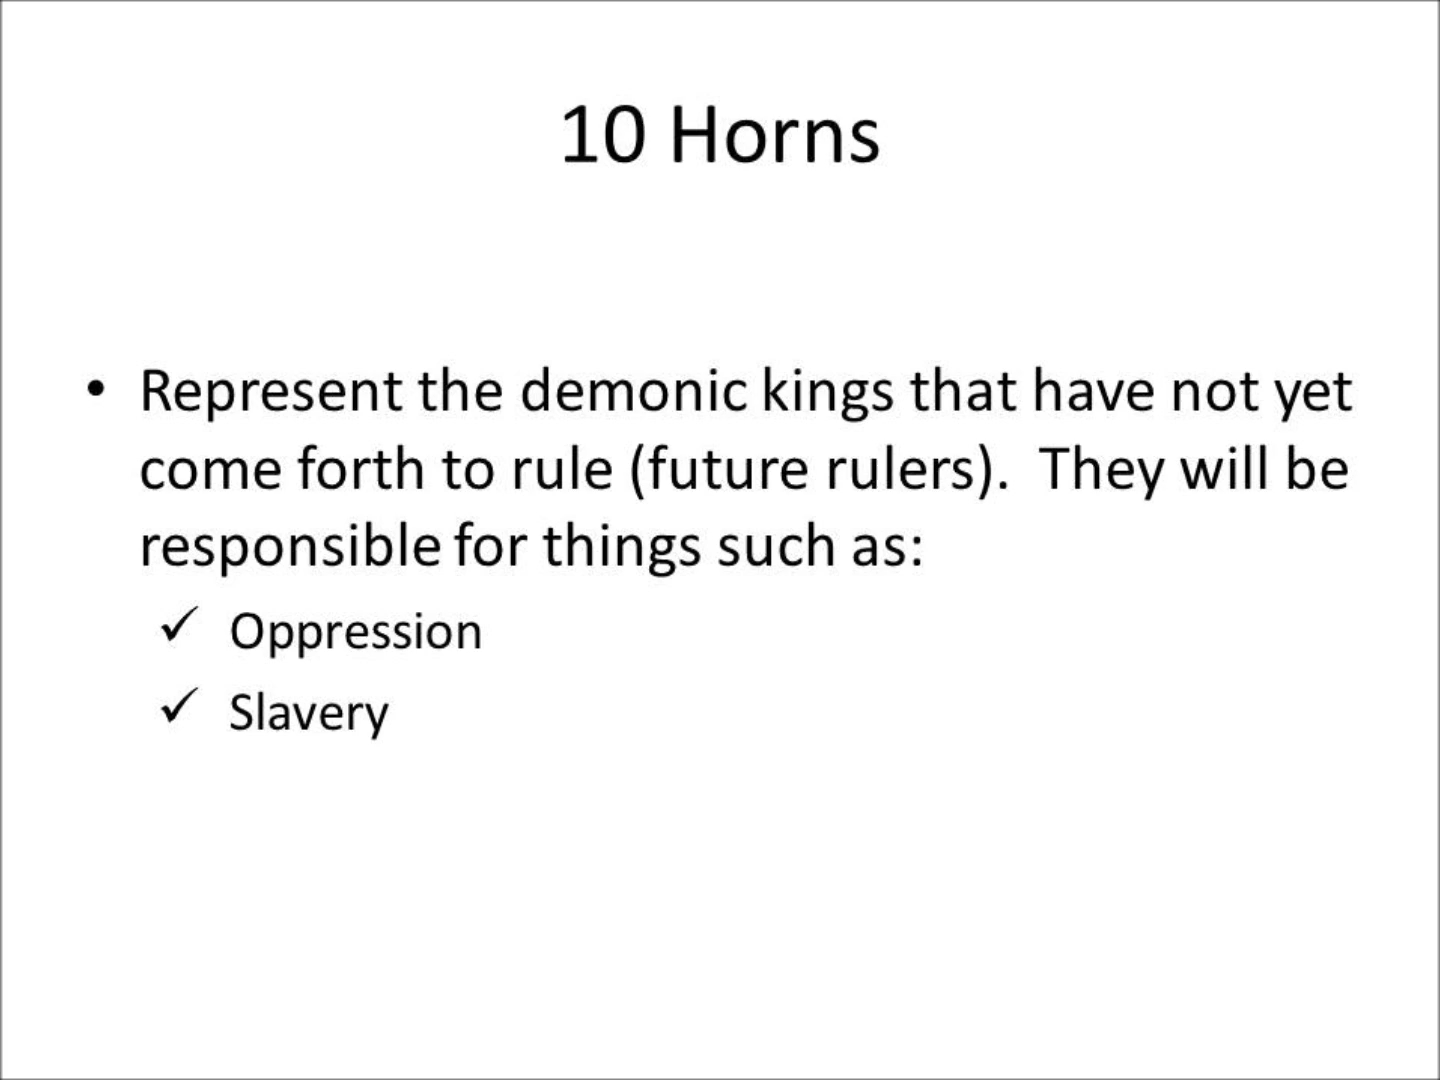 10 Horns
• Represent the demonic kings that have not yet
come forth to rule (future rulers).  They will be
responsible for things such as:
✓ Oppression
✓ Slavery